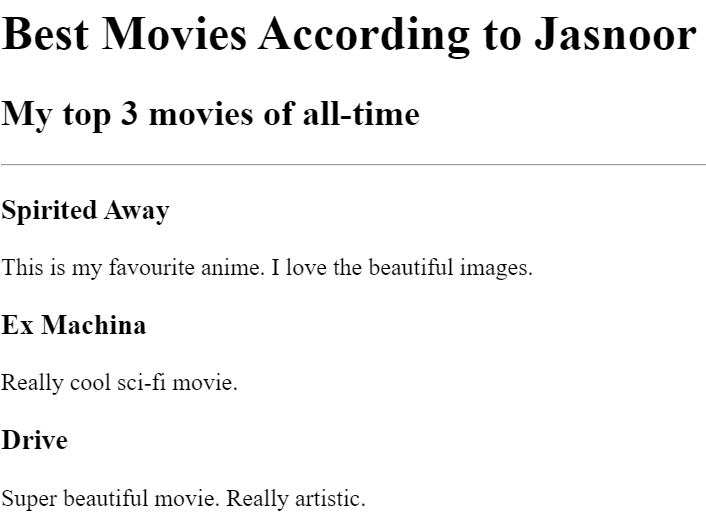 Best Movies According to Jasnoor
My top 3 movies of all-time
Spirited Away
This is my favourite anime. I love the beautiful images.
Ex Machina
Really cool sci-fi movie.
Drive
Super beautiful movie. Really artistic.